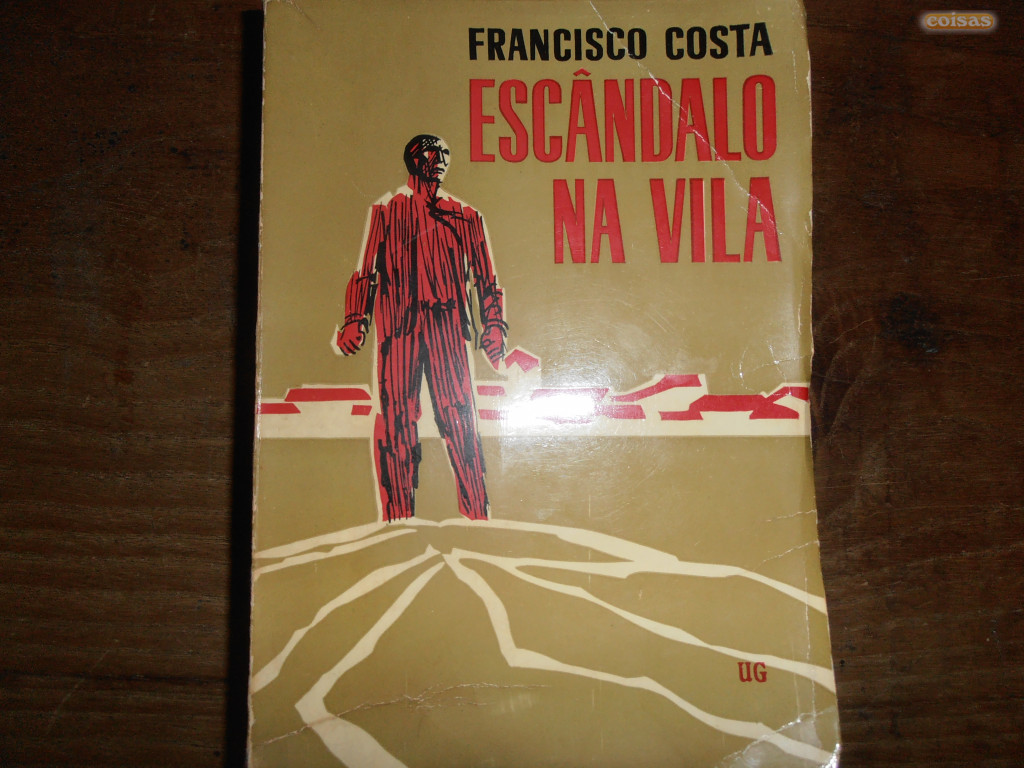 coisas
FRANCISCO COSTA
ESCÂNDALO
NA VILA
UG